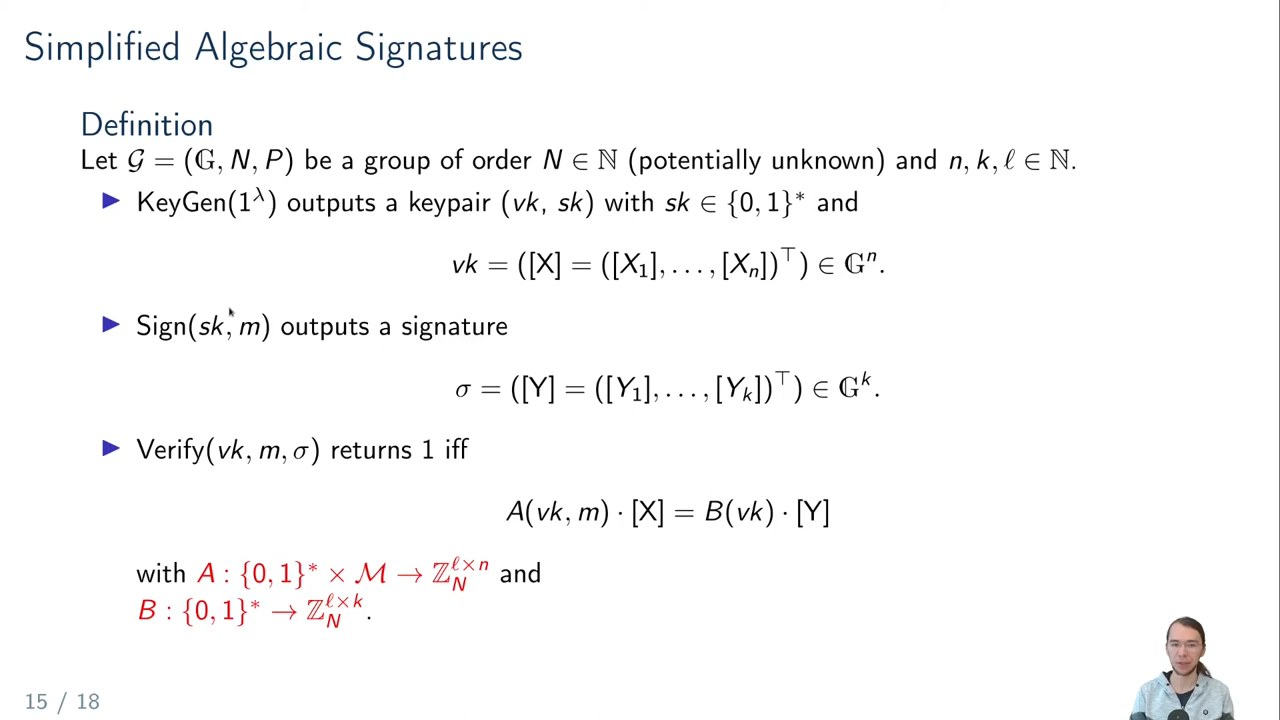 Simplified Algebraic Signatures
Definition
Let 𝒢 = (𝔾, N, P) be a group of order N ∈ ℕ (potentially unknown) and n, k, ℓ ∈ ℕ.
▶ KeyGen(1^λ) outputs a keypair (vk, sk) with sk ∈ {0, 1}* and
vk = ([X] = ([X₁], . . . , [Xₙ])^⊤) ∈ 𝔾ⁿ.
▶ Sign(sk, m) outputs a signature
σ = ([Y] = ([Y₁], . . . , [Yₖ])^⊤) ∈ 𝔾ᵏ.
▶ Verify(vk, m, σ) returns 1 iff
A(vk, m) · [X] = B(vk) · [Y]
with A : {0, 1}* × ℳ → ℤ_N^{ℓ×n} and
B : {0, 1}* → ℤ_N^{ℓ×k}.
15 / 18